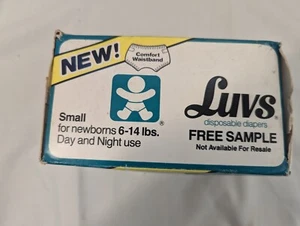 NEW!
Comfort
Waistband
Small
for newborns 6-14 lbs.
Day and Night use
Luvs®
disposable diapers
FREE SAMPLE
Not Available For Resale